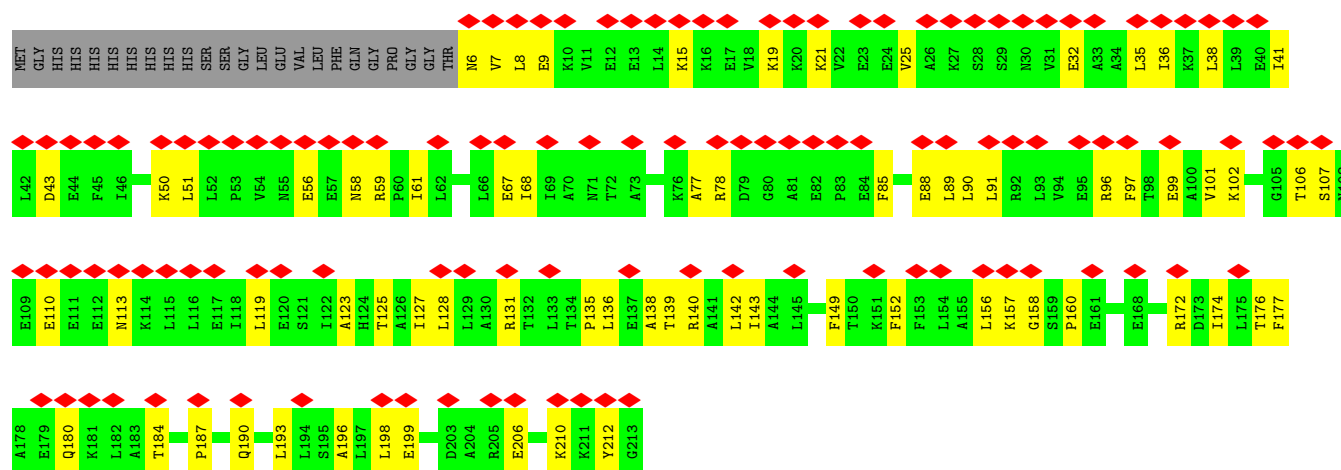 MET GLY HIS HIS HIS HIS HIS HIS HIS HIS HIS HIS SER SER GLY LEU GLU VAL LEU PHE GLN GLY PRO GLY GLY THR N6 V7 L8 E9 K10 V11 E12 E13 L14 K15 K16 E17 V18 K19 K20 K21 V22 E23 E24 V25 A26 K27 S28 S29 N30 V31 E32 A33 A34 L35 I36 K37 L38 L39 E40 I41
L42 D43 E44 F45 I46 K50 L51 L52 P53 V54 N55 E56 E57 N58 R59 P60 I61 L62 L66 E67 I68 I69 A70 N71 T72 A73 K76 A77 R78 D79 G80 A81 E82 P83 E84 F85 E88 L89 L90 L91 R92 L93 V94 E95 R96 F97 T98 E99 A100 V101 K102 G105 T106 S107
E109 E110 E111 E112 N113 K114 L115 L116 E117 I118 L119 E120 S121 I122 A123 H124 T125 A126 I127 L128 L129 A130 R131 T132 L133 T134 P135 L136 E137 A138 T139 R140 A141 L142 I143 A144 L145 F149 T150 K151 F152 F153 L154 A155 L156 K157 G158 S159 P160 E161 E168 R172 D173 I174 L175 T176 F177
A178 E179 Q180 K181 L182 A183 T184 P187 Q190 L193 L194 S195 A196 L197 L198 E199 D203 A204 R205 E206 K210 K211 Y212 G213